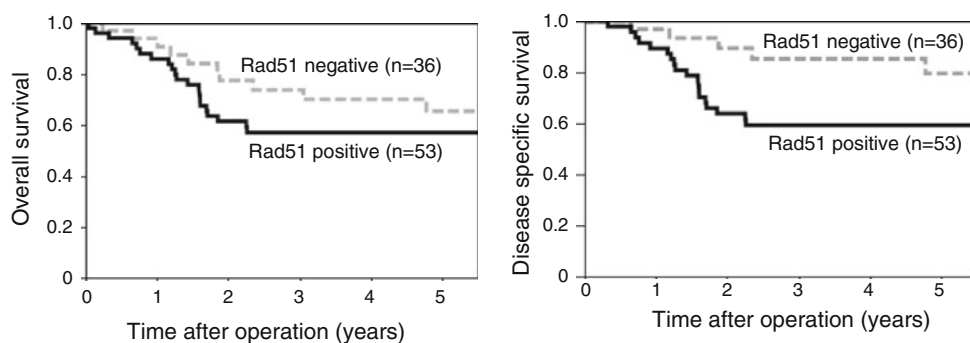 1.0
0.8
0.6
0.4
0.2
0
Overall survival
Rad51 negative (n=36)
Rad51 positive (n=53)
0 1 2 3 4 5
Time after operation (years)
1.0
0.8
0.6
0.4
0.2
0
Disease specific survival
Rad51 negative (n=36)
Rad51 positive (n=53)
0 1 2 3 4 5
Time after operation (years)